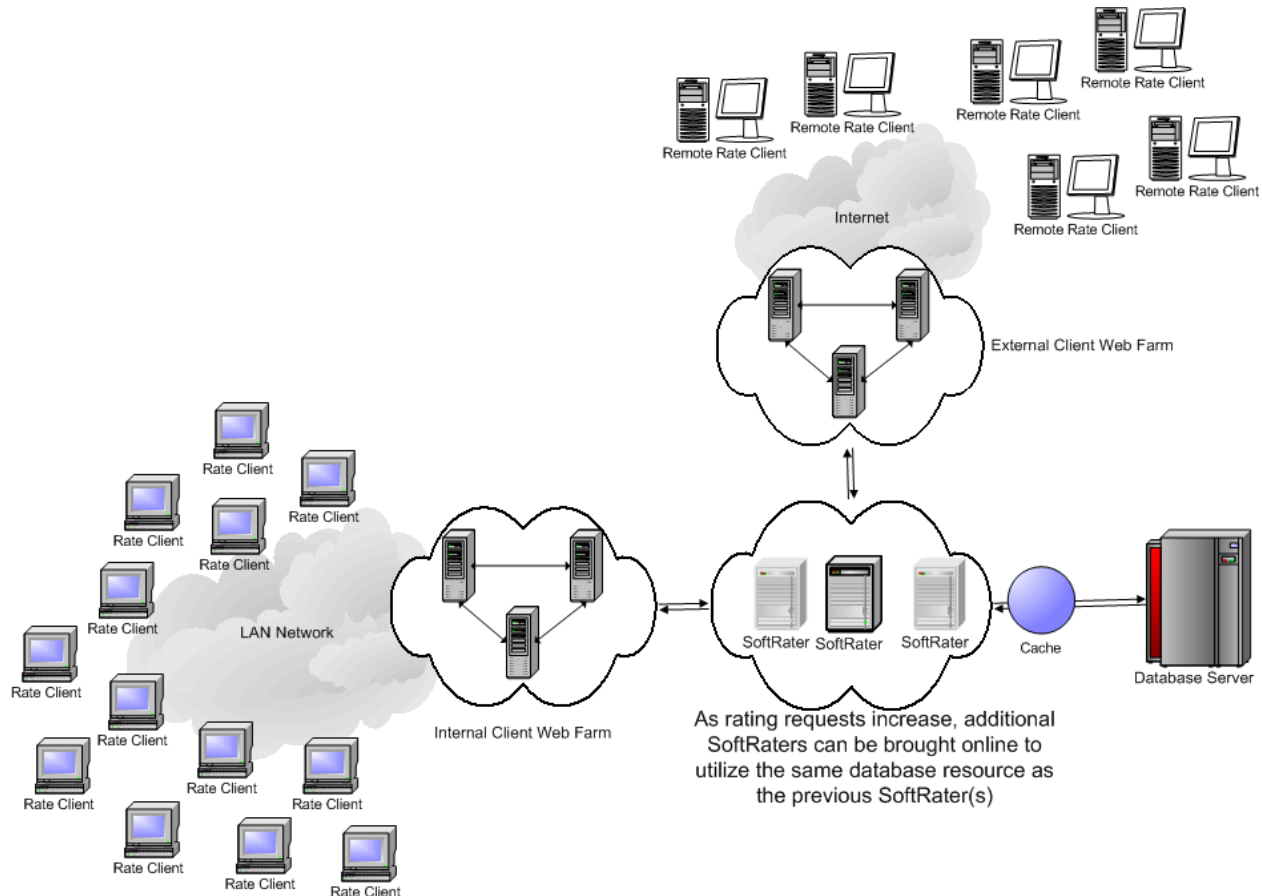 Remote Rate Client
Remote Rate Client
Remote Rate Client
Remote Rate Client
Remote Rate Client
Remote Rate Client
Internet
External Client Web Farm
Rate Client
Rate Client
Rate Client
Rate Client
Rate Client
LAN Network
Rate Client
Rate Client
Rate Client
Rate Client
Rate Client
Rate Client
Rate Client
Rate Client
Internal Client Web Farm
SoftRater
SoftRater
SoftRater
Cache
Database Server
As rating requests increase, additional
SoftRaters can be brought online to
utilize the same database resource as
the previous SoftRater(s)